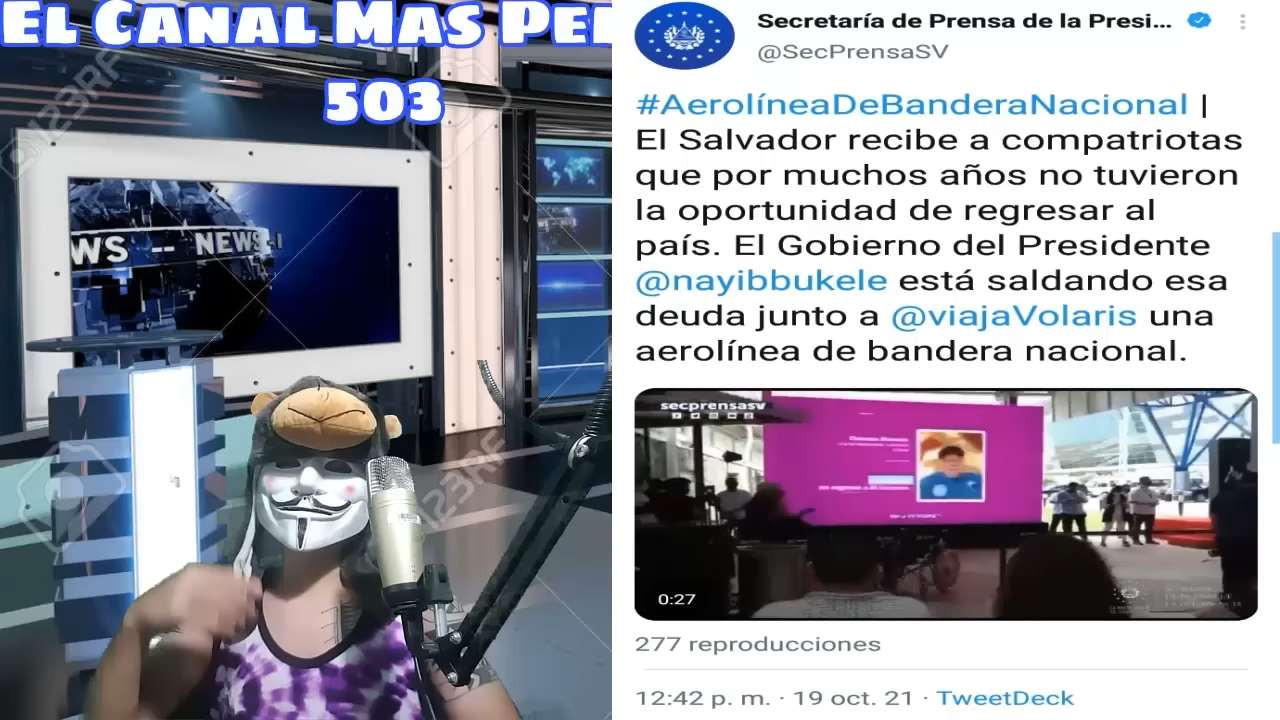 El Canal Mas Pe
503
WS -- NEWS
123RF
123RF
Secretaría de Prensa de la Presi...
@SecPrensaSV
#AerolíneaDeBanderaNacional |
El Salvador recibe a compatriotas
que por muchos años no tuvieron
la oportunidad de regresar al
país. El Gobierno del Presidente
@nayibbukele está saldando esa
deuda junto a @viajaVolaris una
aerolínea de bandera nacional.
secprensasv
0:27
277 reproducciones
12:42 p. m. · 19 oct. 21 · TweetDeck